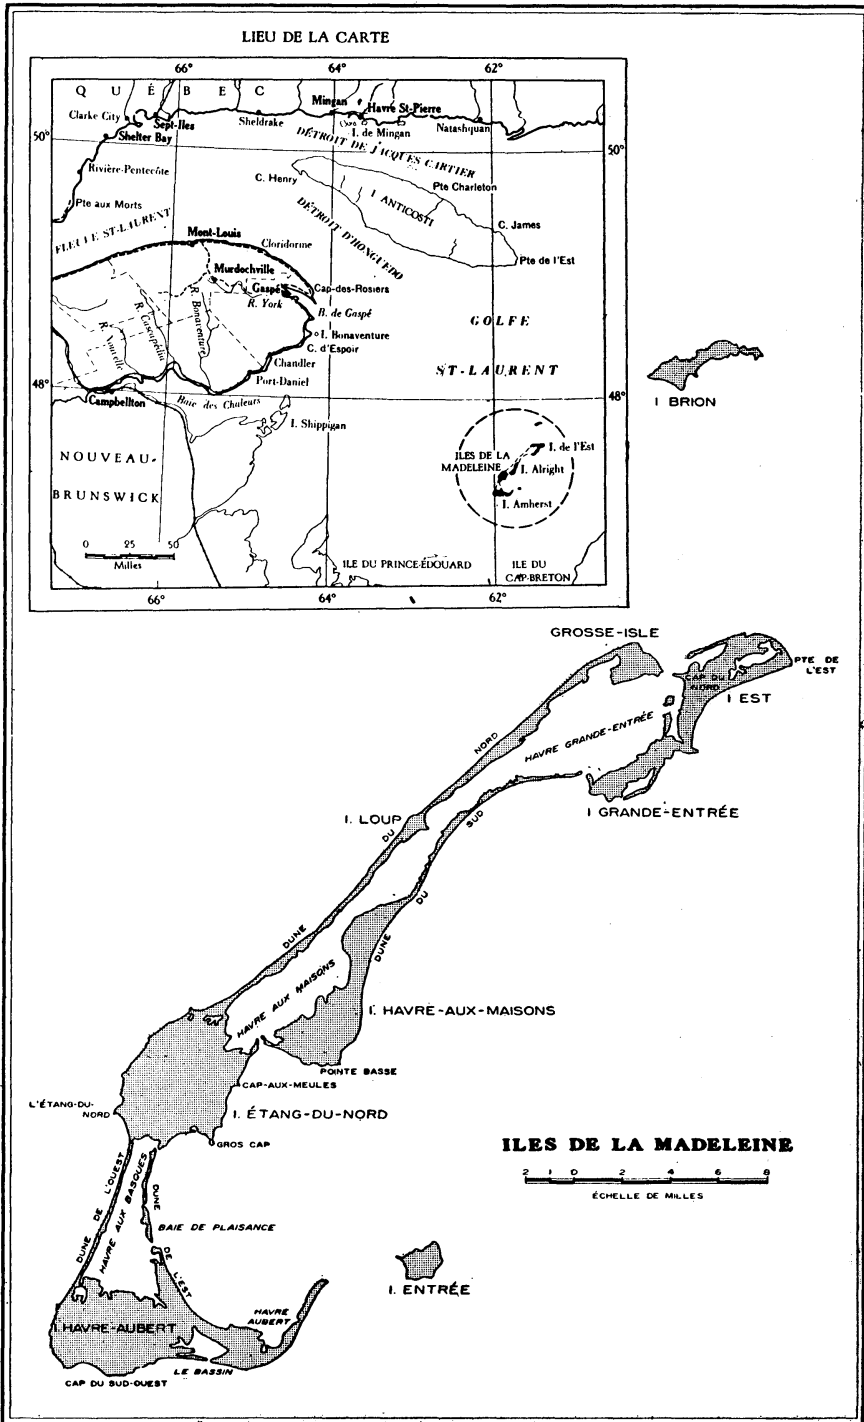 LIEU DE LA CARTE
66°
64°
62°
Q U É B E C
Mingan
Havre St-Pierre
Clarke City
Sept-Iles
Sheldrake
I. de Mingan
Natashquan
Shelter Bay
50°
50°
DÉTROIT DE JACQUES CARTIER
Rivière-Pentecôte
C. Henry
Pte Charleton
I ANTICOSTI
Pte aux Morts
C. James
FLEUVE ST-LAURENT
DÉTROIT D'HONGUEDO
Mont-Louis
Cloridorme
Pte de l'Est
Murdochville
Gaspé
Cap-des-Rosiers
R. York
B. de Gaspé
R. Nouvelle
R. Cascapédia
R. Bonaventure
I. Bonaventure
C. d'Espoir
GOLFE
ST-LAURENT
Chandler
Port-Daniel
48°
48°
Campbellton
Baie des Chaleurs
I. Shippigan
NOUVEAU-
BRUNSWICK
ILES DE LA
MADELEINE
I. de l'Est
I. Alright
I. Amherst
0 25 50
Milles
ILE DU PRINCE-ÉDOUARD
ILE DU
CAP-BRETON
66°
64°
62°
I BRION
GROSSE-ISLE
PTE DE
L'EST
CAP DU
NORD
I EST
HAVRE GRANDE-ENTRÉE
I GRANDE-ENTRÉE
DUNE DU NORD
I. LOUP
DUNE DU SUD
HAVRE AUX MAISONS
I. HAVRE-AUX-MAISONS
POINTE BASSE
CAP-AUX-MEULES
L'ÉTANG-DU-
NORD
I. ÉTANG-DU-NORD
GROS CAP
ILES DE LA MADELEINE
2 1 0 2 4 6 8
ÉCHELLE DE MILLES
DUNE DE L'OUEST
HAVRE AUX BASQUES
DUNE DE L'EST
BAIE DE PLAISANCE
I. ENTRÉE
HAVRE
AUBERT
I. HAVRE-AUBERT
LE BASSIN
CAP DU SUD-OUEST